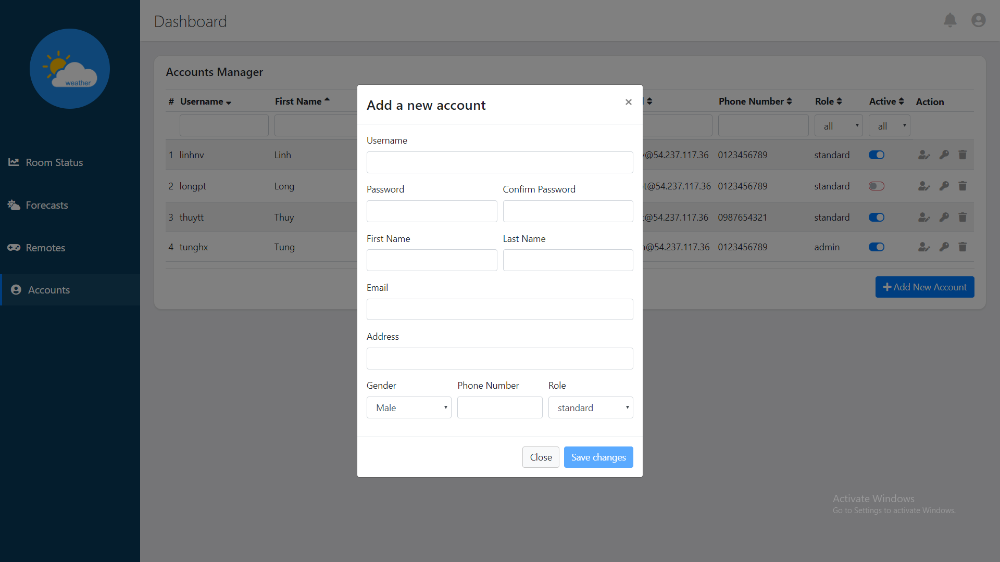 Dashboard
weather
Room Status
Forecasts
Remotes
Accounts
Accounts Manager
# Username First Name Phone Number Role Active Action
all all
1 linhnv Linh @54.237.117.36 0123456789 standard
2 longpt Long t@54.237.117.36 0123456789 standard
3 thuytt Thuy @54.237.117.36 0987654321 standard
4 tunghx Tung @54.237.117.36 0123456789 admin
Add New Account
Add a new account
×
Username
Password Confirm Password
First Name Last Name
Email
Address
Gender Phone Number Role
Male standard
Close Save changes
Activate Windows
Go to Settings to activate Windows.